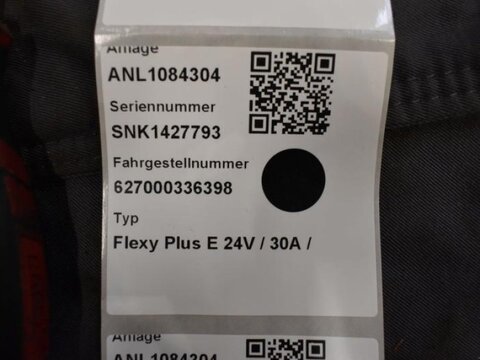 Anlage
ANL1084304
Seriennummer
SNK1427793
Fahrgestellnummer
627000336398
Typ
Flexy Plus E 24V / 30A /
Anlage
ANL1084304